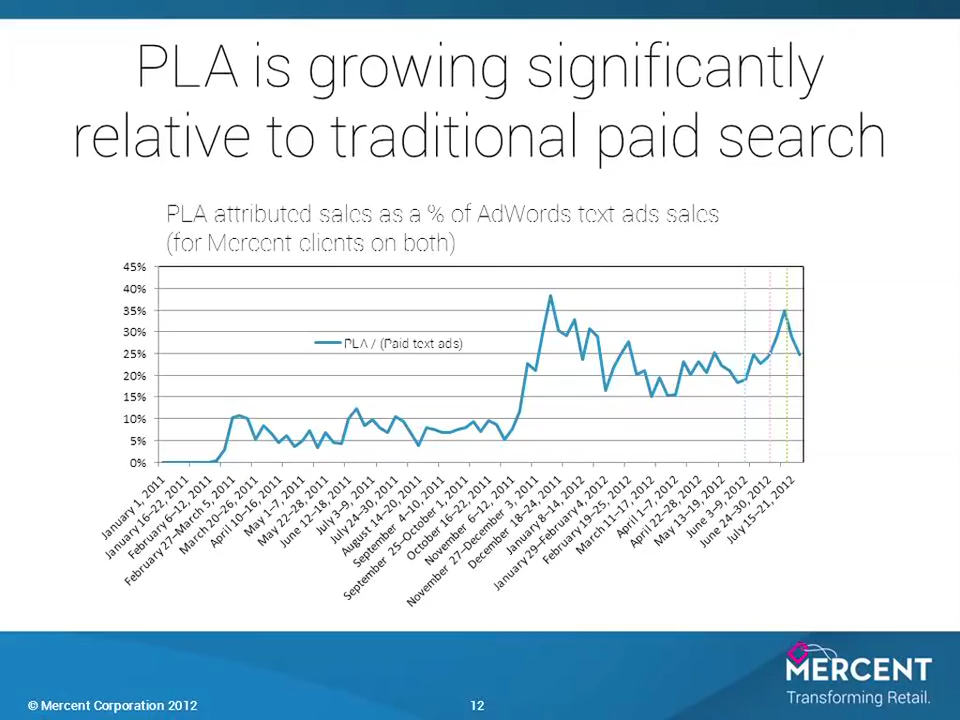 PLA is growing significantly
relative to traditional paid search
PLA attributed sales as a % of AdWords text ads sales
(for Mercent clients on both)
45%
40%
35%
30%
25%
20%
15%
10%
5%
0%
PLA / (Paid text ads)
January 1, 2011
January 16–22, 2011
February 6–12, 2011
February 27–March 5, 2011
March 20–26, 2011
April 10–16, 2011
May 1–7, 2011
May 22–28, 2011
June 12–18, 2011
July 3–9, 2011
July 24–30, 2011
August 14–20, 2011
September 4–10, 2011
September 25–October 1, 2011
October 16–22, 2011
November 6–12, 2011
November 27–December 3, 2011
December 18–24, 2011
January 8–14, 2012
January 29–February 4, 2012
February 19–25, 2012
March 11–17, 2012
April 1–7, 2012
April 22–28, 2012
May 13–19, 2012
June 3–9, 2012
June 24–30, 2012
July 15–21, 2012
MERCENT
Transforming Retail.
© Mercent Corporation 2012
12